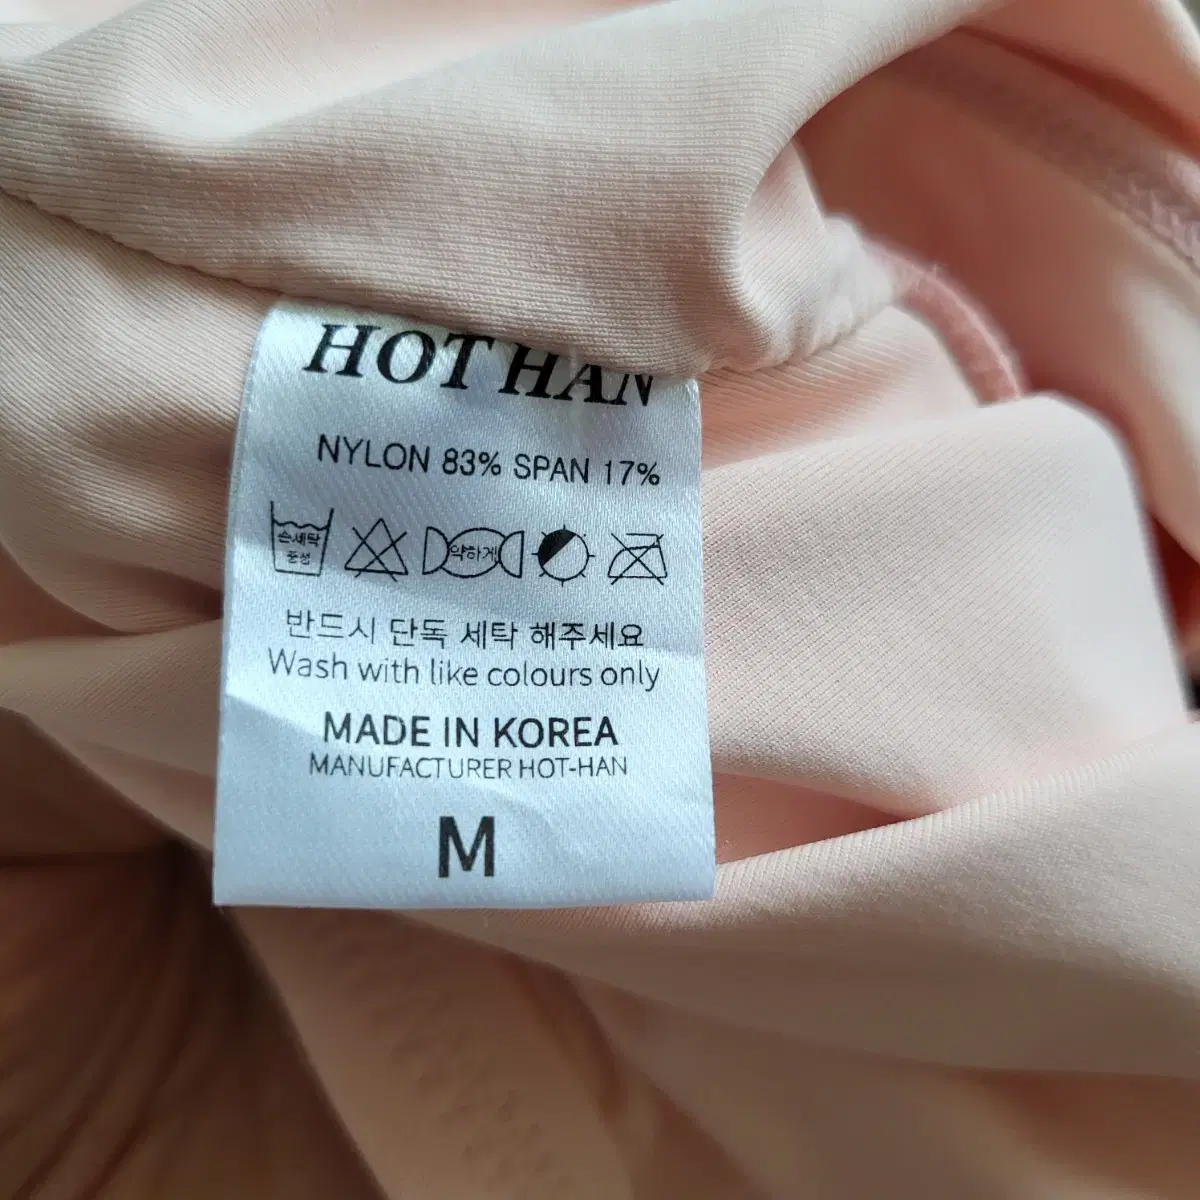 HOT HAN
NYLON 83% SPAN 17%
손세탁
중성
약하게
반드시 단독 세탁 해주세요
Wash with like colours only
MADE IN KOREA
MANUFACTURER HOT-HAN
M